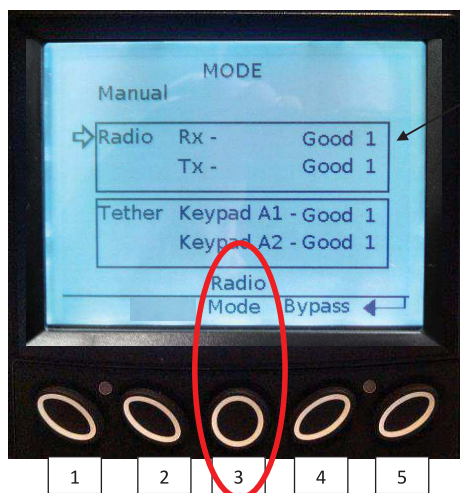 MODE
Manual
Radio Rx - Good 1
Tx - Good 1
Tether Keypad A1 - Good 1
Keypad A2 - Good 1
Radio
Mode Bypass
1 2 3 4 5